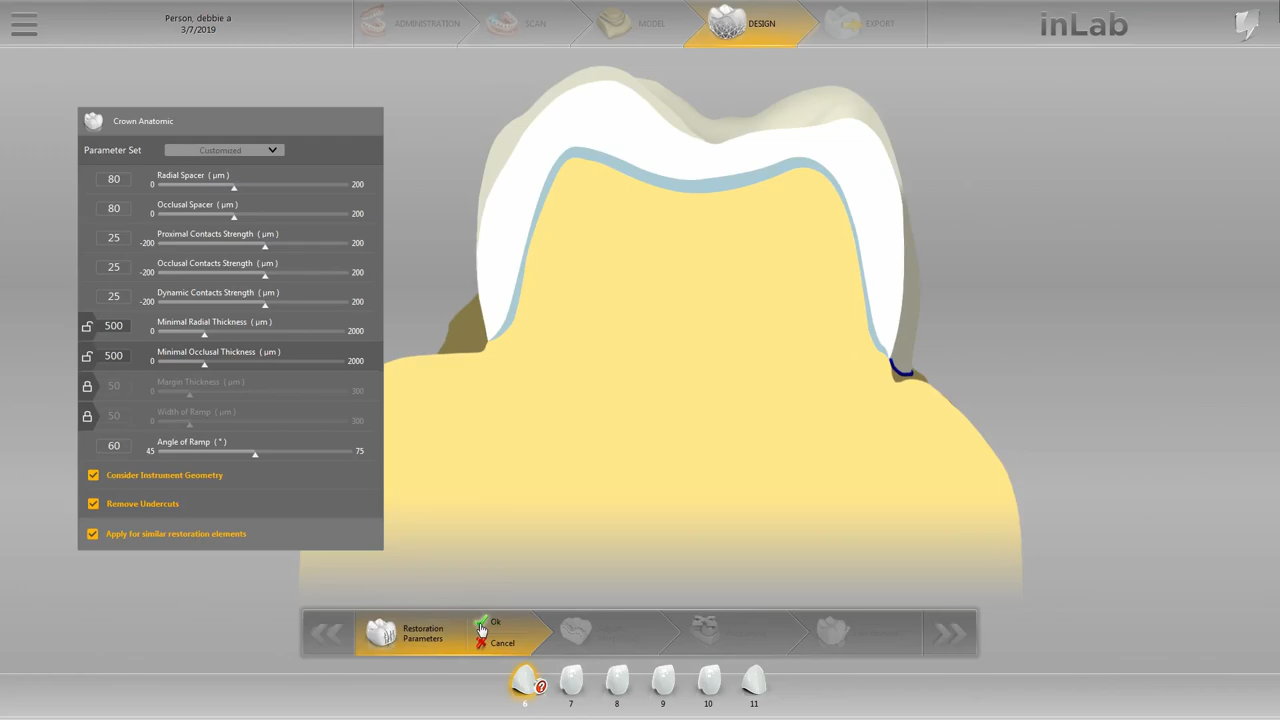 Person, debbie a
3/7/2019
ADMINISTRATION
SCAN
MODEL
DESIGN
EXPORT
inLab
Crown Anatomic
Parameter Set
Customized
Radial Spacer (µm)
80
0
200
Occlusal Spacer (µm)
80
0
200
Proximal Contacts Strength (µm)
25
-200
200
Occlusal Contacts Strength (µm)
25
-200
200
Dynamic Contacts Strength (µm)
25
-200
200
Minimal Radial Thickness (µm)
500
0
2000
Minimal Occlusal Thickness (µm)
500
0
2000
Margin Thickness (µm)
50
0
300
Width of Ramp (µm)
50
0
300
Angle of Ramp (°)
60
45
75
Consider Instrument Geometry
Remove Undercuts
Apply for similar restoration elements
Restoration
Parameters
Ok
Cancel
6
7
8
9
10
11